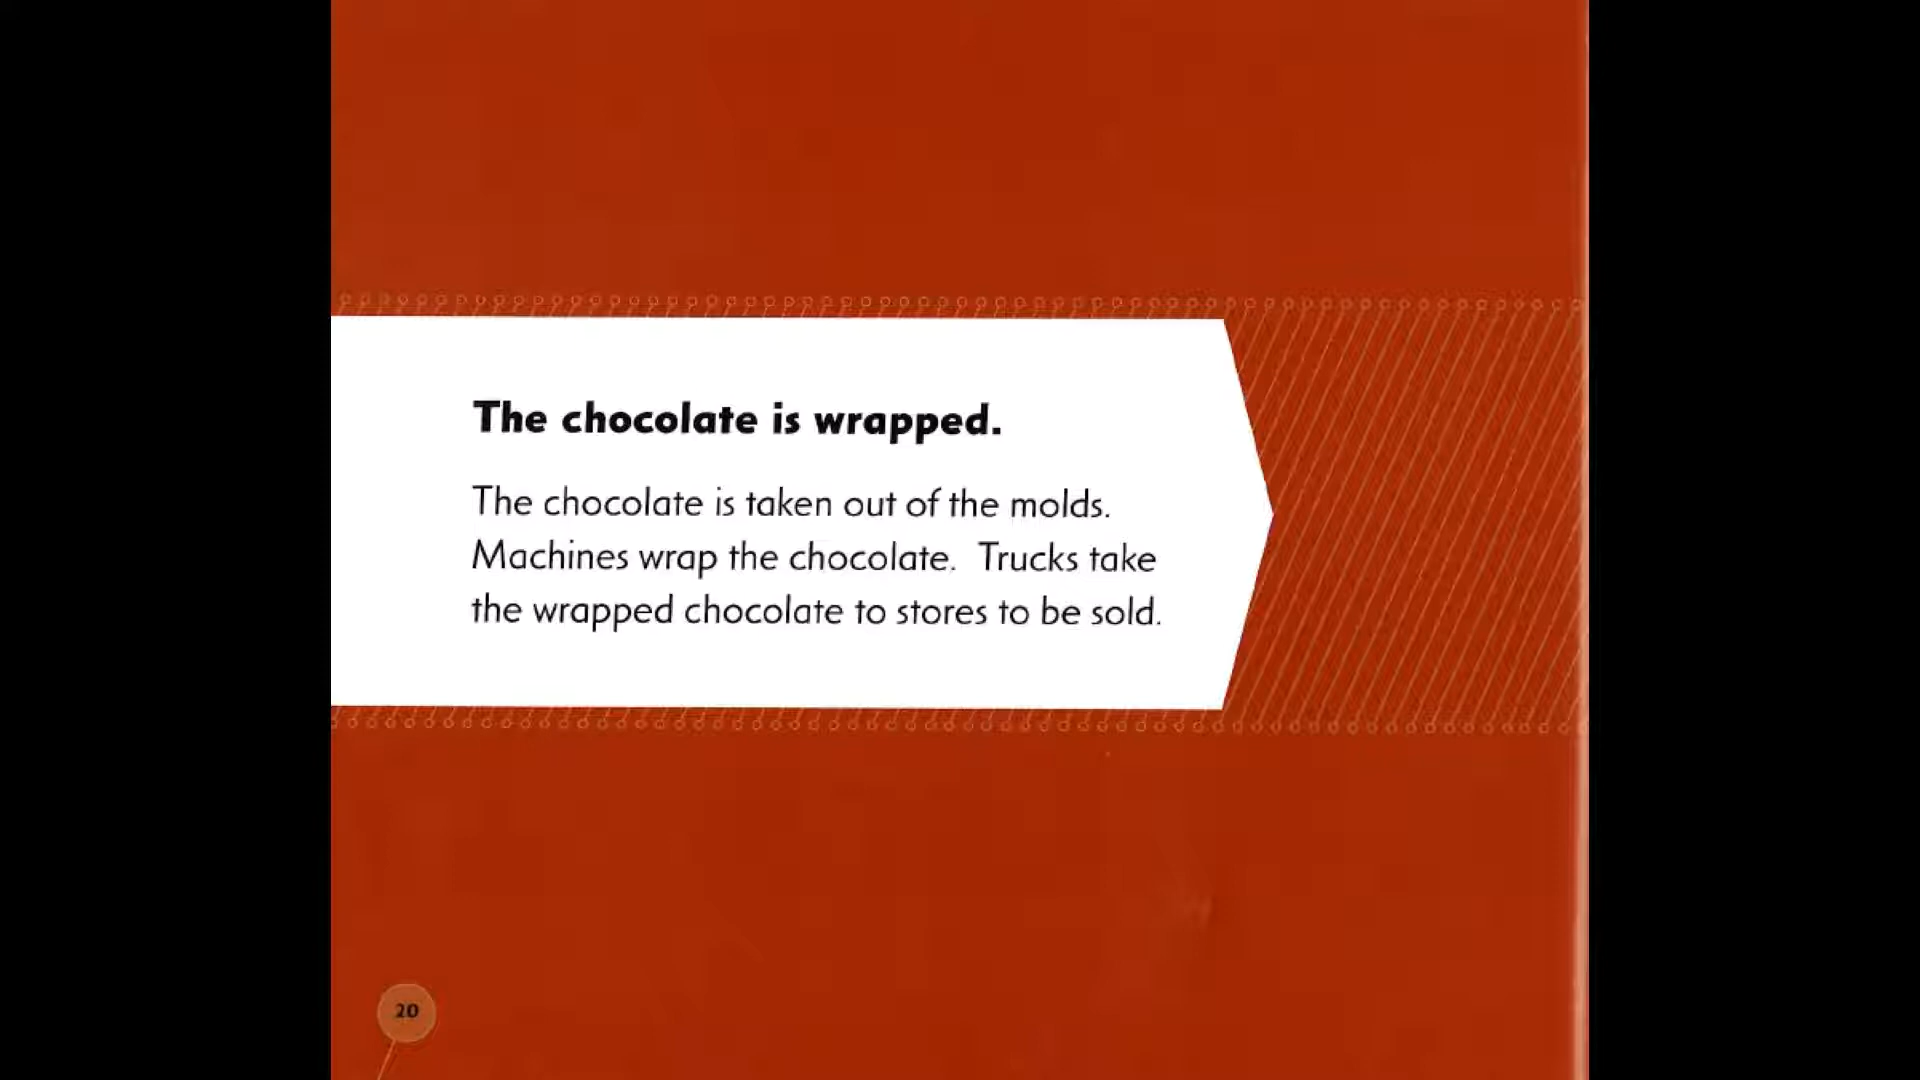 The chocolate is wrapped.
The chocolate is taken out of the molds.
Machines wrap the chocolate. Trucks take
the wrapped chocolate to stores to be sold.
20